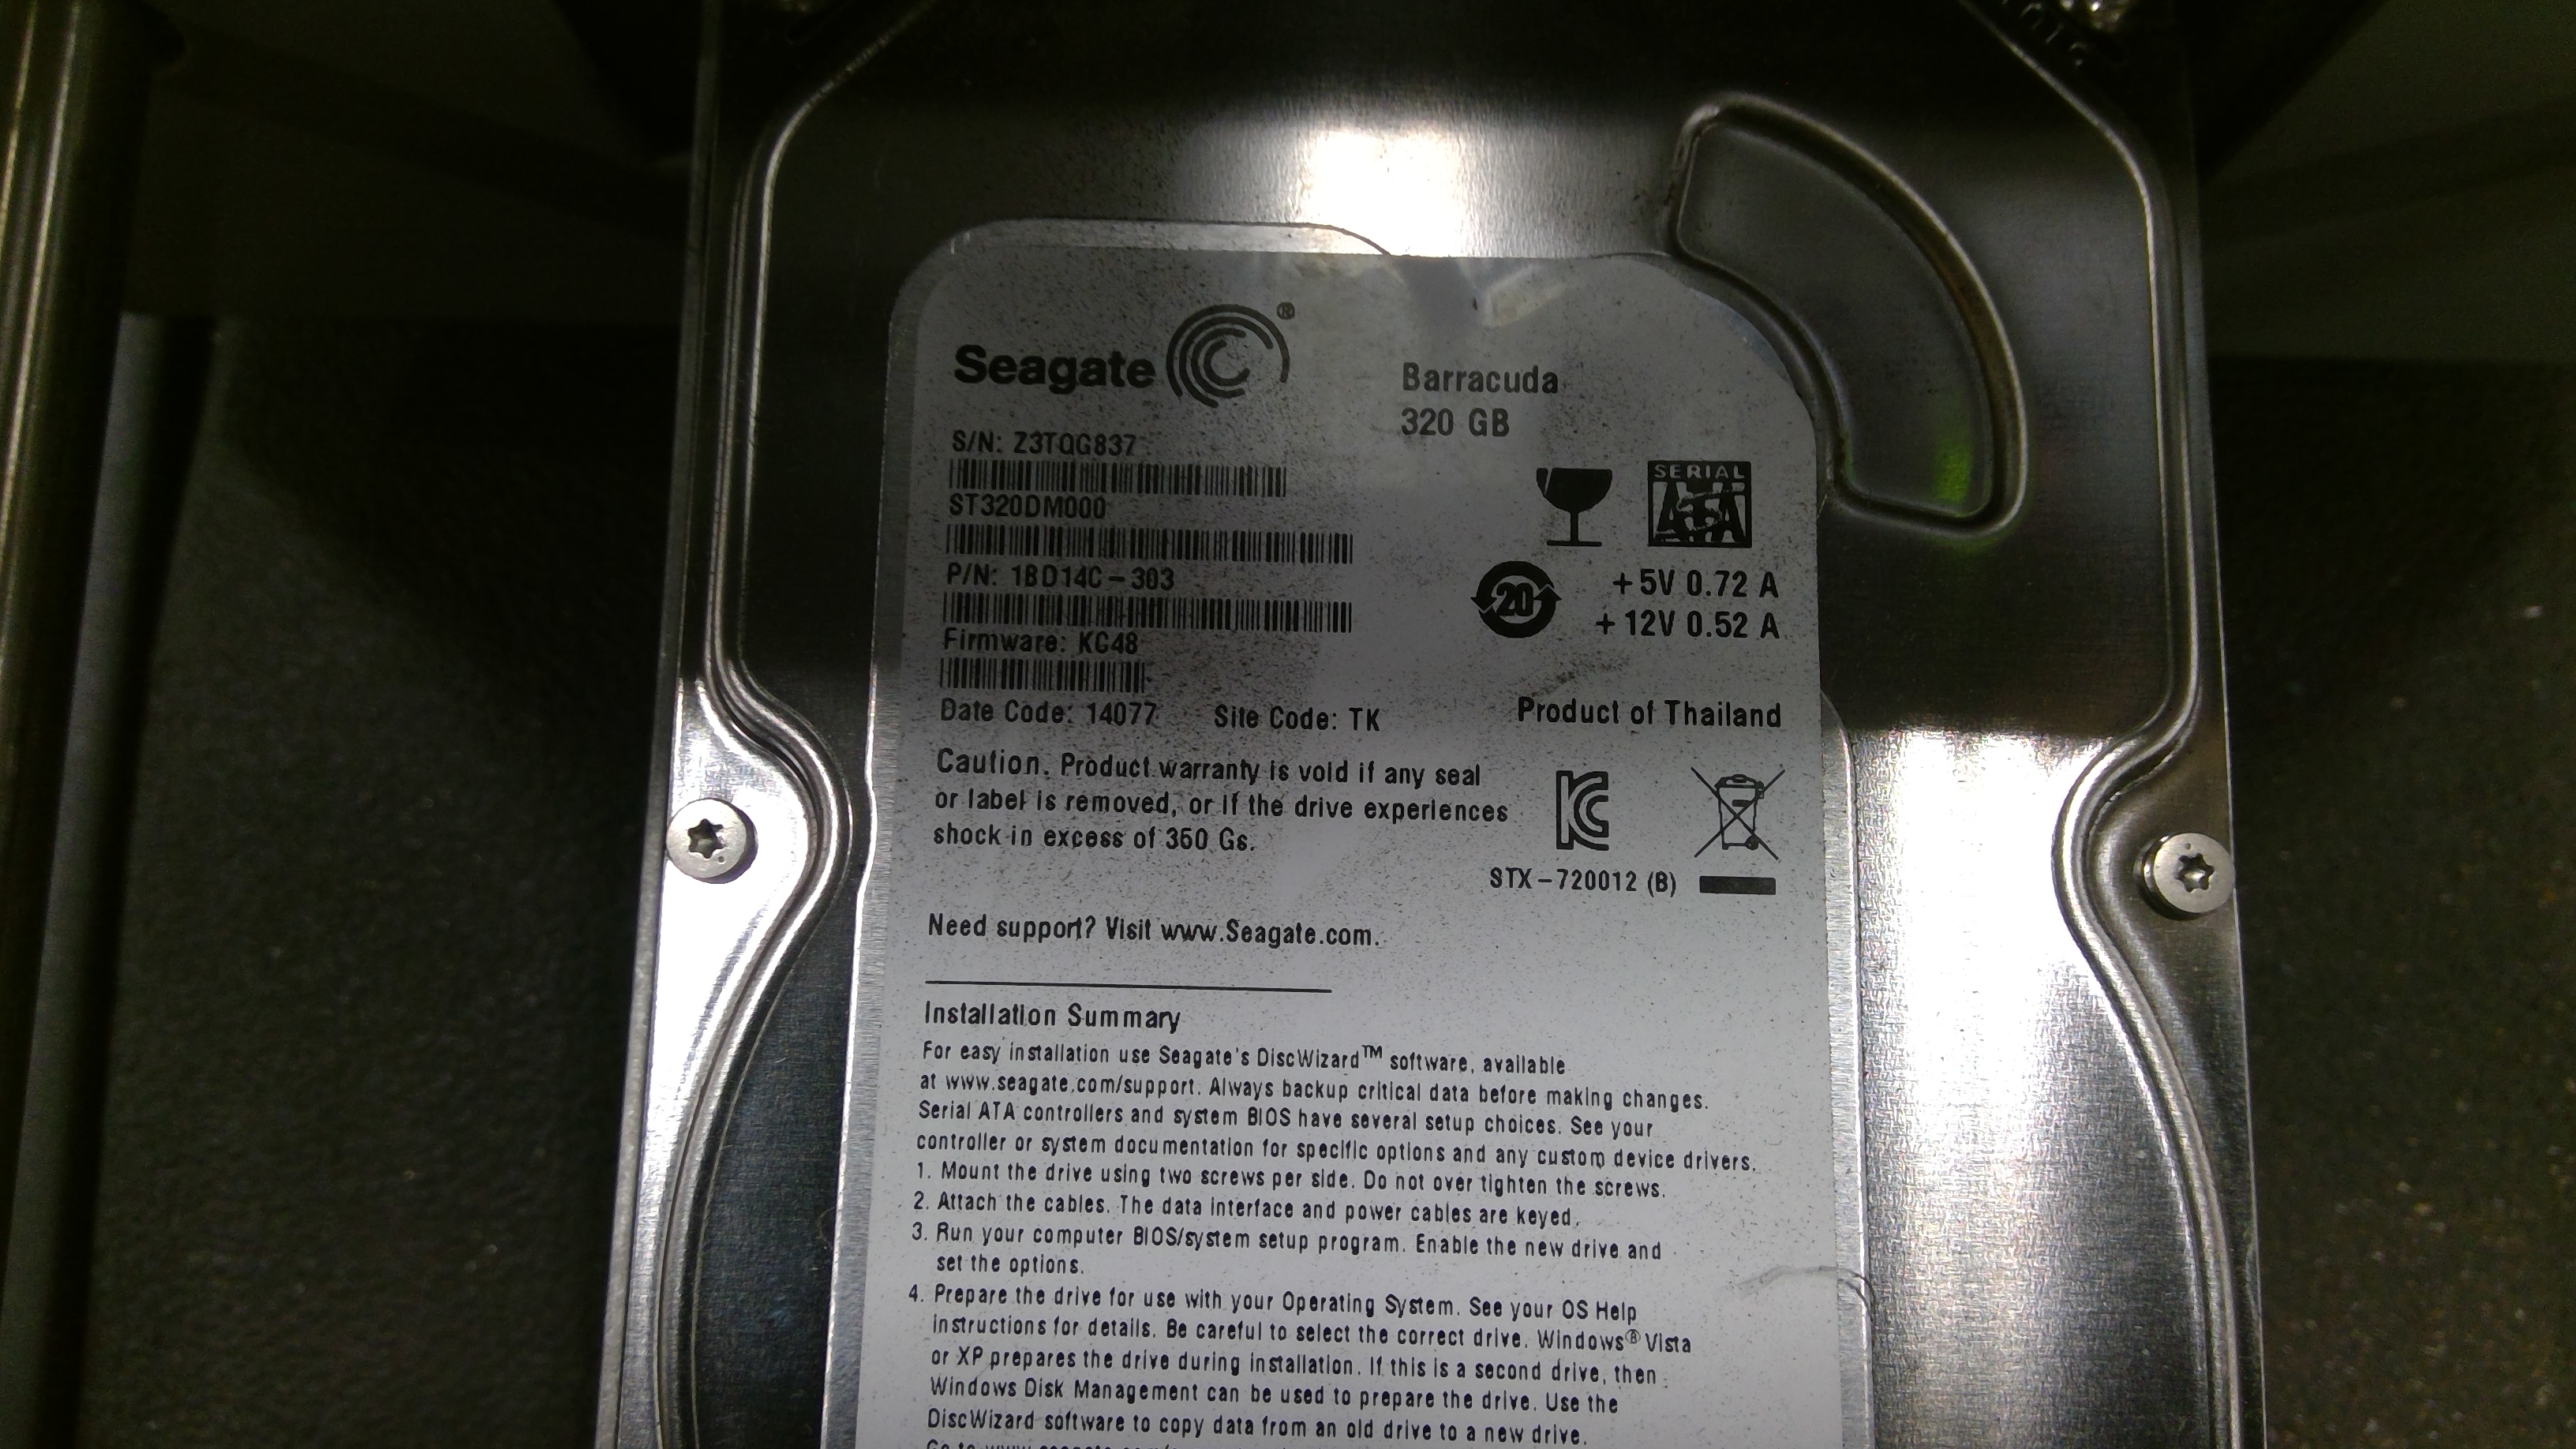 Seagate®
Barracuda
320 GB
S/N: Z3TQG837
SERIAL
ATA
ST320DM000
20
+5V 0.72 A
+12V 0.52 A
P/N: 1BD14C-303
Firmware: KC48
Date Code: 14077 Site Code: TK
Product of Thailand
Caution. Product warranty is void if any seal
or label is removed, or if the drive experiences
shock in excess of 350 Gs.
STX-720012 (B)
Need support? Visit www.Seagate.com.
Installation Summary
For easy installation use Seagate's DiscWizard™ software, available
at www.seagate.com/support. Always backup critical data before making changes.
Serial ATA controllers and system BIOS have several setup choices. See your
controller or system documentation for specific options and any custom device drivers.
1. Mount the drive using two screws per side. Do not over tighten the screws.
2. Attach the cables. The data interface and power cables are keyed.
3. Run your computer BIOS/system setup program. Enable the new drive and
set the options.
4. Prepare the drive for use with your Operating System. See your OS Help
instructions for details. Be careful to select the correct drive. Windows® Vista
or XP prepares the drive during installation. If this is a second drive, then
Windows Disk Management can be used to prepare the drive. Use the
DiscWizard software to copy data from an old drive to a new drive.